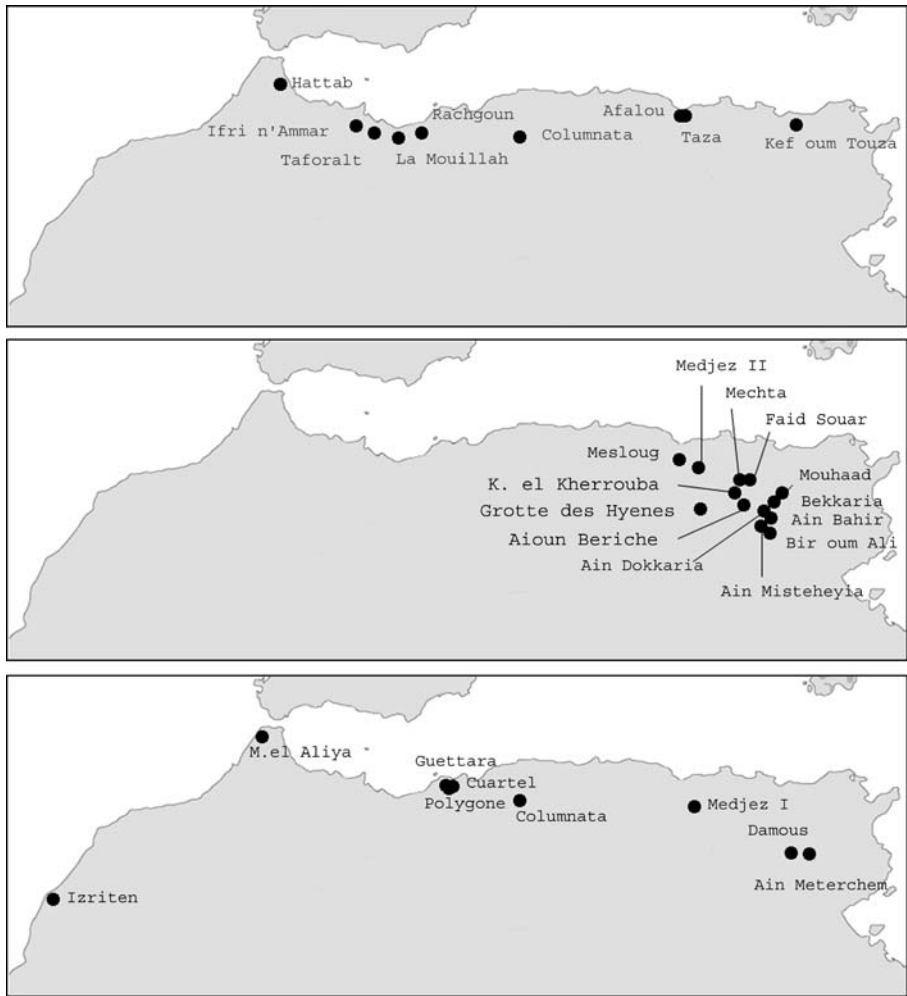 Hattab
Rachgoun
Afalou
Ifri n'Ammar
Columnata
Taza
Kef oum Touza
Taforalt
La Mouillah
Medjez II
Mechta
Faid Souar
Mesloug
Mouhaad
K. el Kherrouba
Bekkaria
Grotte des Hyenes
Ain Bahir
Aioun Beriche
Bir oum Ali
Ain Dokkaria
Ain Misteheyia
M.el Aliya
Guettara
Cuartel
Polygone
Columnata
Medjez I
Damous
Ain Meterchem
Izriten